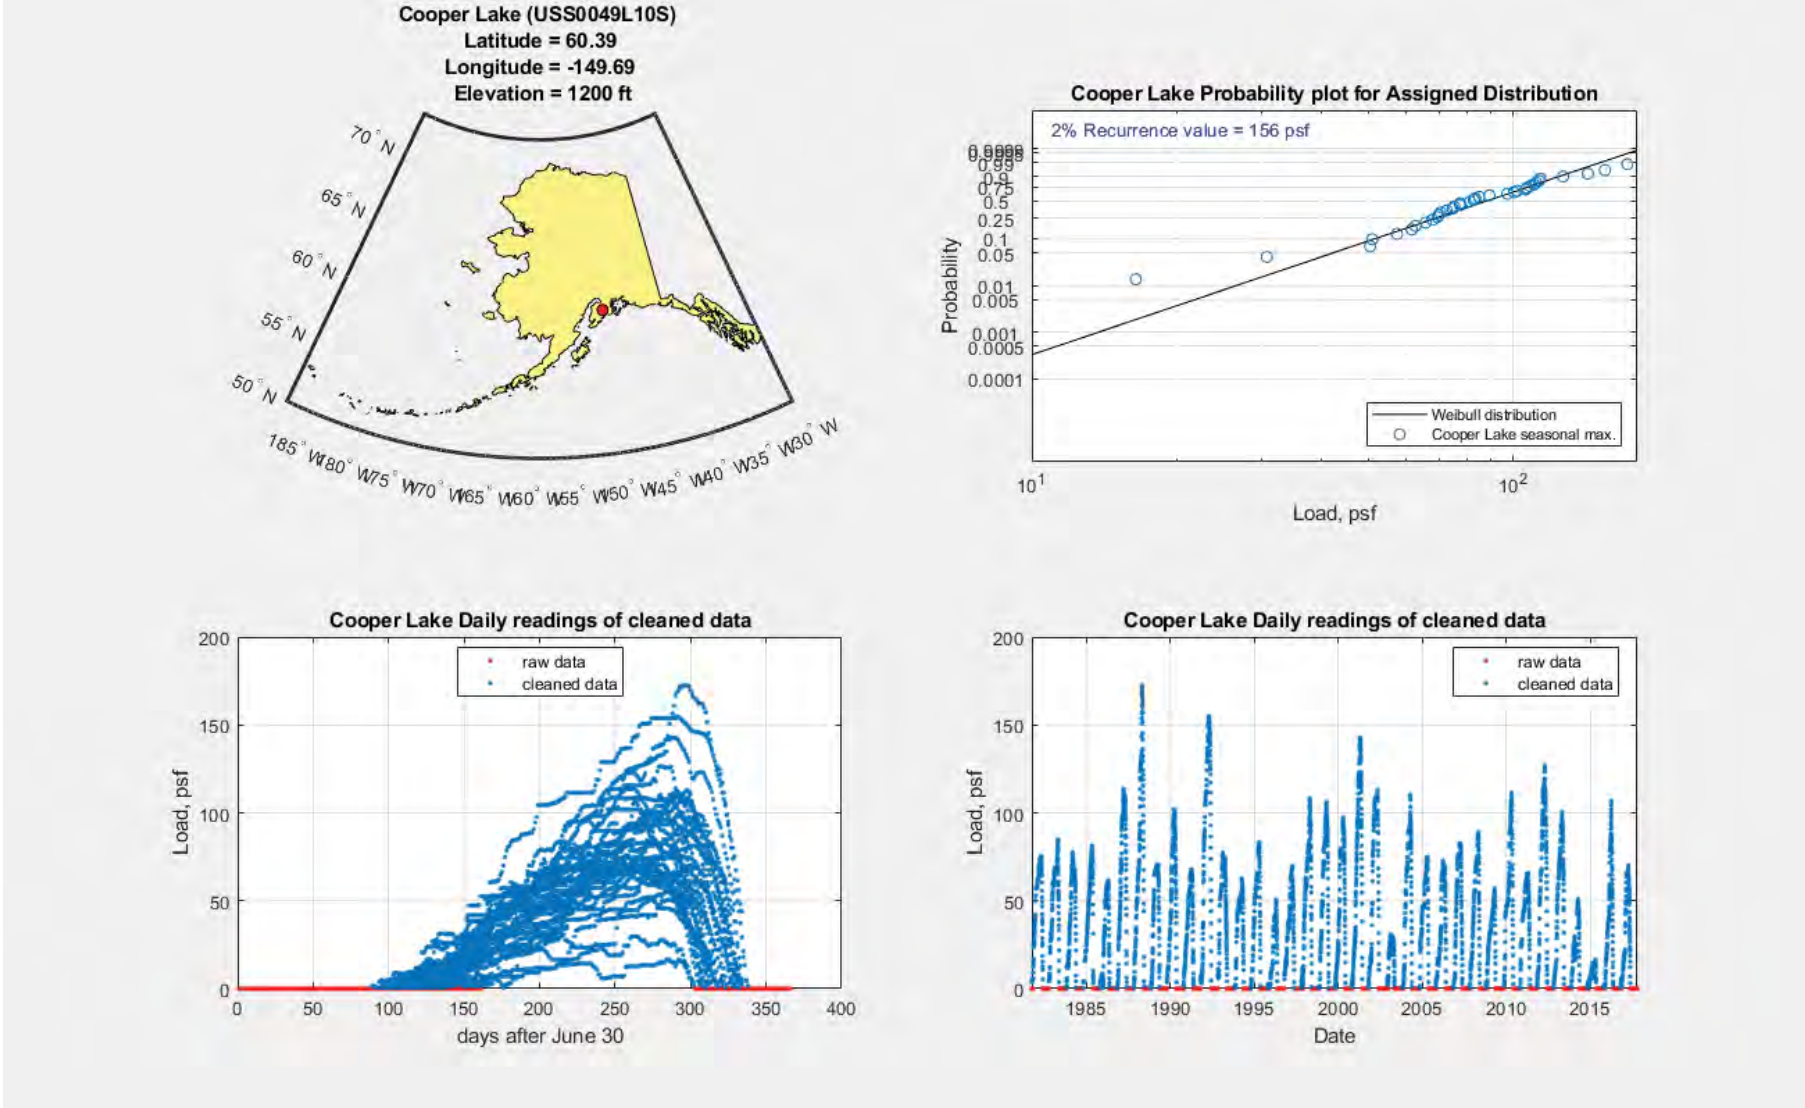 Cooper Lake (USS0049L10S)
Latitude = 60.39
Longitude = -149.69
Elevation = 1200 ft
70° N
65° N
60° N
55° N
50° N
185° W
180° W
175° W
170° W
165° W
160° W
155° W
150° W
145° W
140° W
135° W
130° W
Cooper Lake Probability plot for Assigned Distribution
2% Recurrence value = 156 psf
Probability
0.99
0.9
0.75
0.5
0.25
0.1
0.05
0.01
0.005
0.001
0.0005
0.0001
Weibull distribution
Cooper Lake seasonal max.
10¹
10²
Load, psf
Cooper Lake Daily readings of cleaned data
raw data
cleaned data
Load, psf
200
150
100
50
0
0 50 100 150 200 250 300 350 400
days after June 30
Cooper Lake Daily readings of cleaned data
raw data
cleaned data
Load, psf
200
150
100
50
0
1985 1990 1995 2000 2005 2010 2015
Date